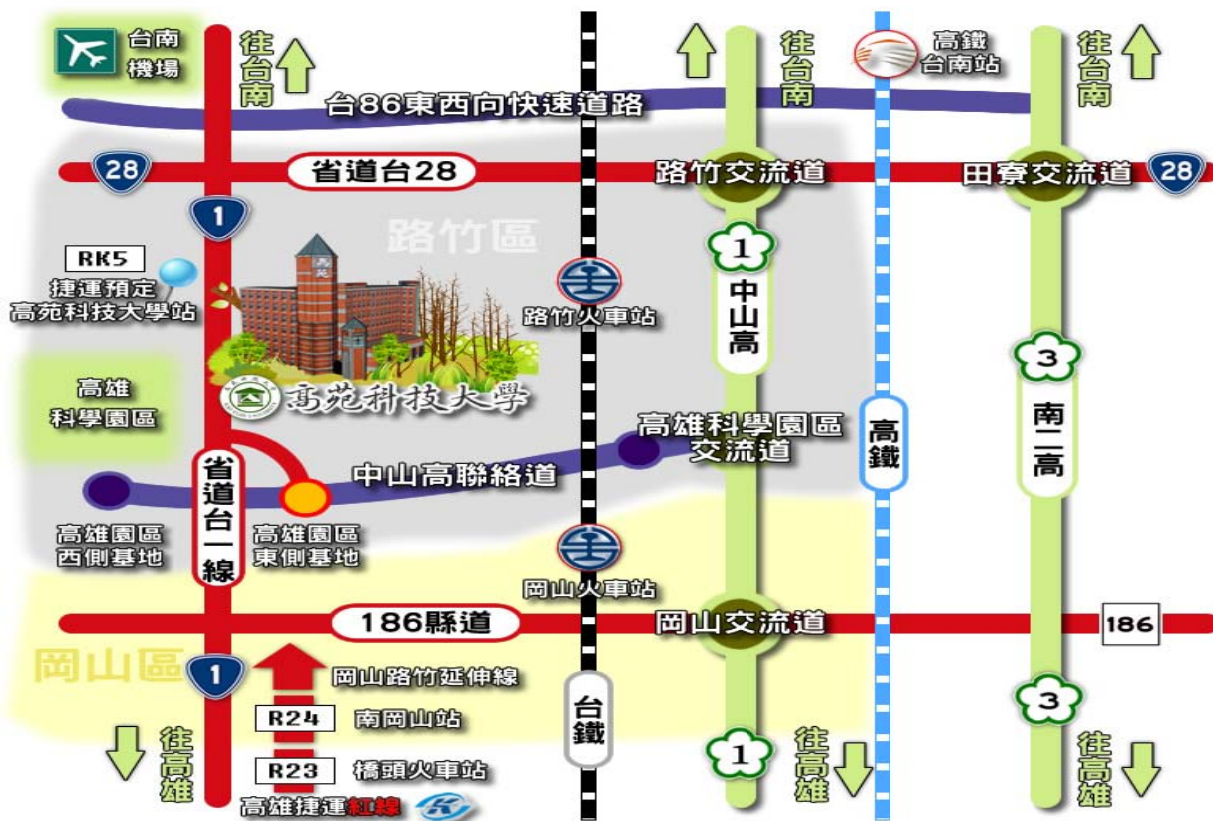 台南
機場
往台南
往台南
高鐵
台南站
往台南
台86東西向快速道路
28
省道台28
路竹交流道
田寮交流道
28
1
路竹區
1
中山高
RK5
捷運預定
高苑科技大學站
高苑
路竹火車站
3
南二高
高雄
科學園區
高苑科技大學
高雄科學園區
交流道
高鐵
省道台一線
中山高聯絡道
高雄園區
西側基地
高雄園區
東側基地
岡山火車站
186縣道
岡山交流道
186
岡山區
1
岡山路竹延伸線
台鐵
3
R24
南岡山站
1
往高雄
往高雄
往高雄
R23
橋頭火車站
高雄捷運紅線